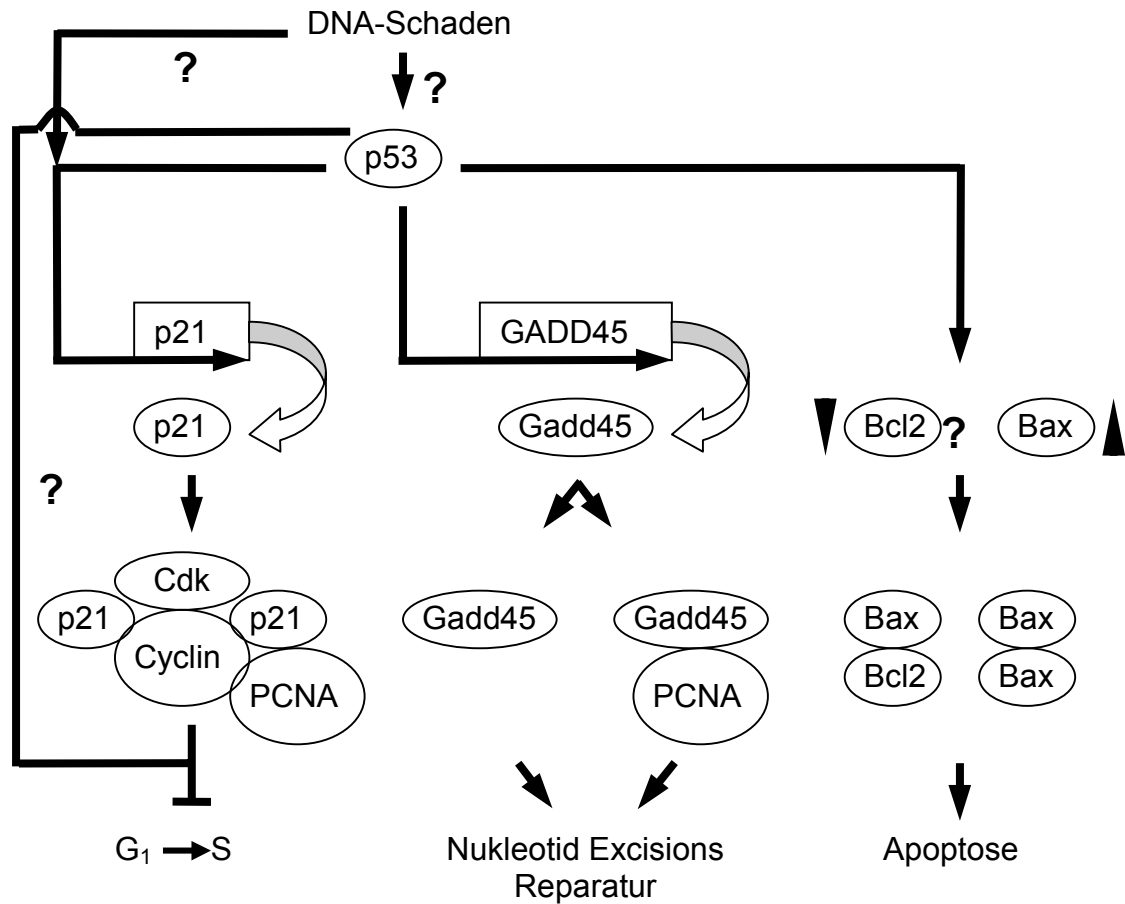 DNA-Schaden
?
?
p53
p21
GADD45
p21
Gadd45
Bcl2
?
Bax
?
Cdk
p21
p21
Gadd45
Gadd45
Bax
Bax
Cyclin
PCNA
PCNA
Bcl2
Bax
G₁ → S
Nukleotid Excisions
Reparatur
Apoptose